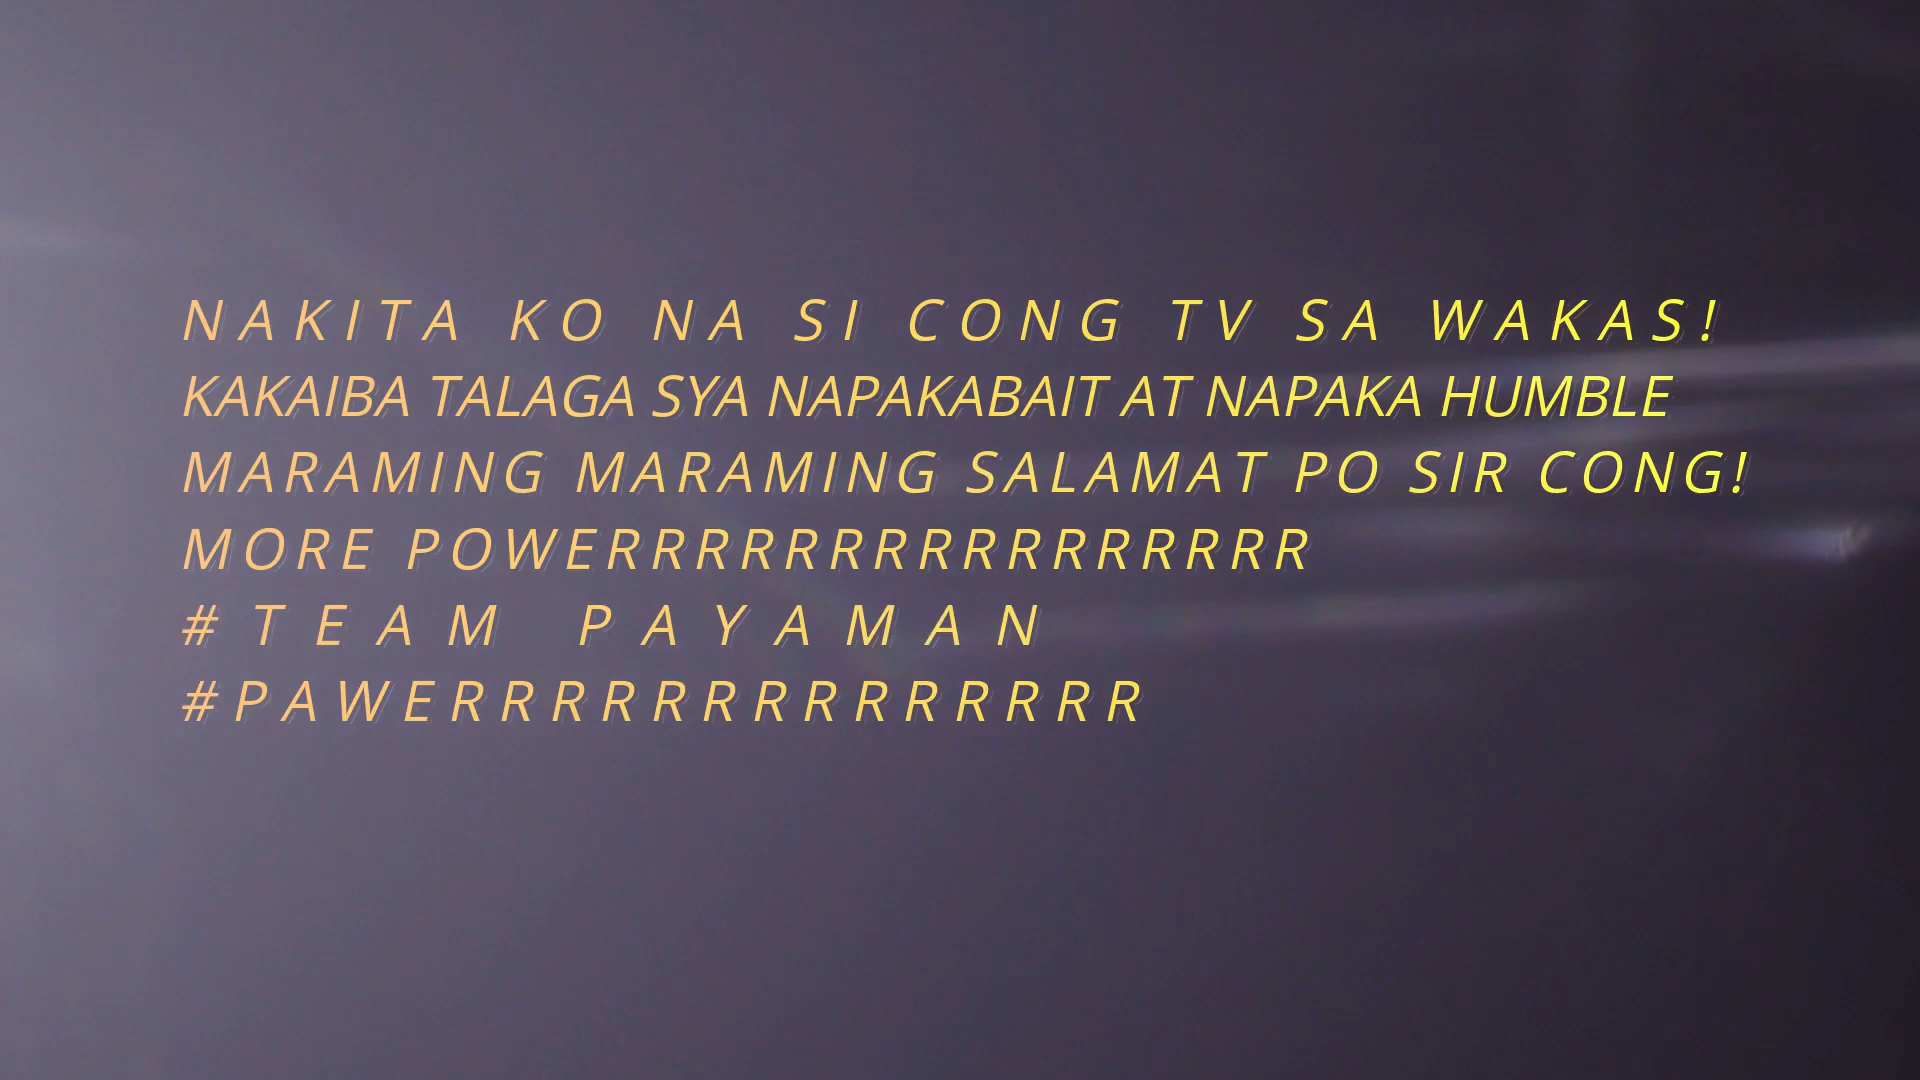 NAKITA KO NA SI CONG TV SA WAKAS!
KAKAIBA TALAGA SYA NAPAKABAIT AT NAPAKA HUMBLE
MARAMING MARAMING SALAMAT PO SIR CONG!
MORE POWERRRRRRRRRRRRRRRR
#TEAM PAYAMAN
#PAWERRRRRRRRRRRRRR